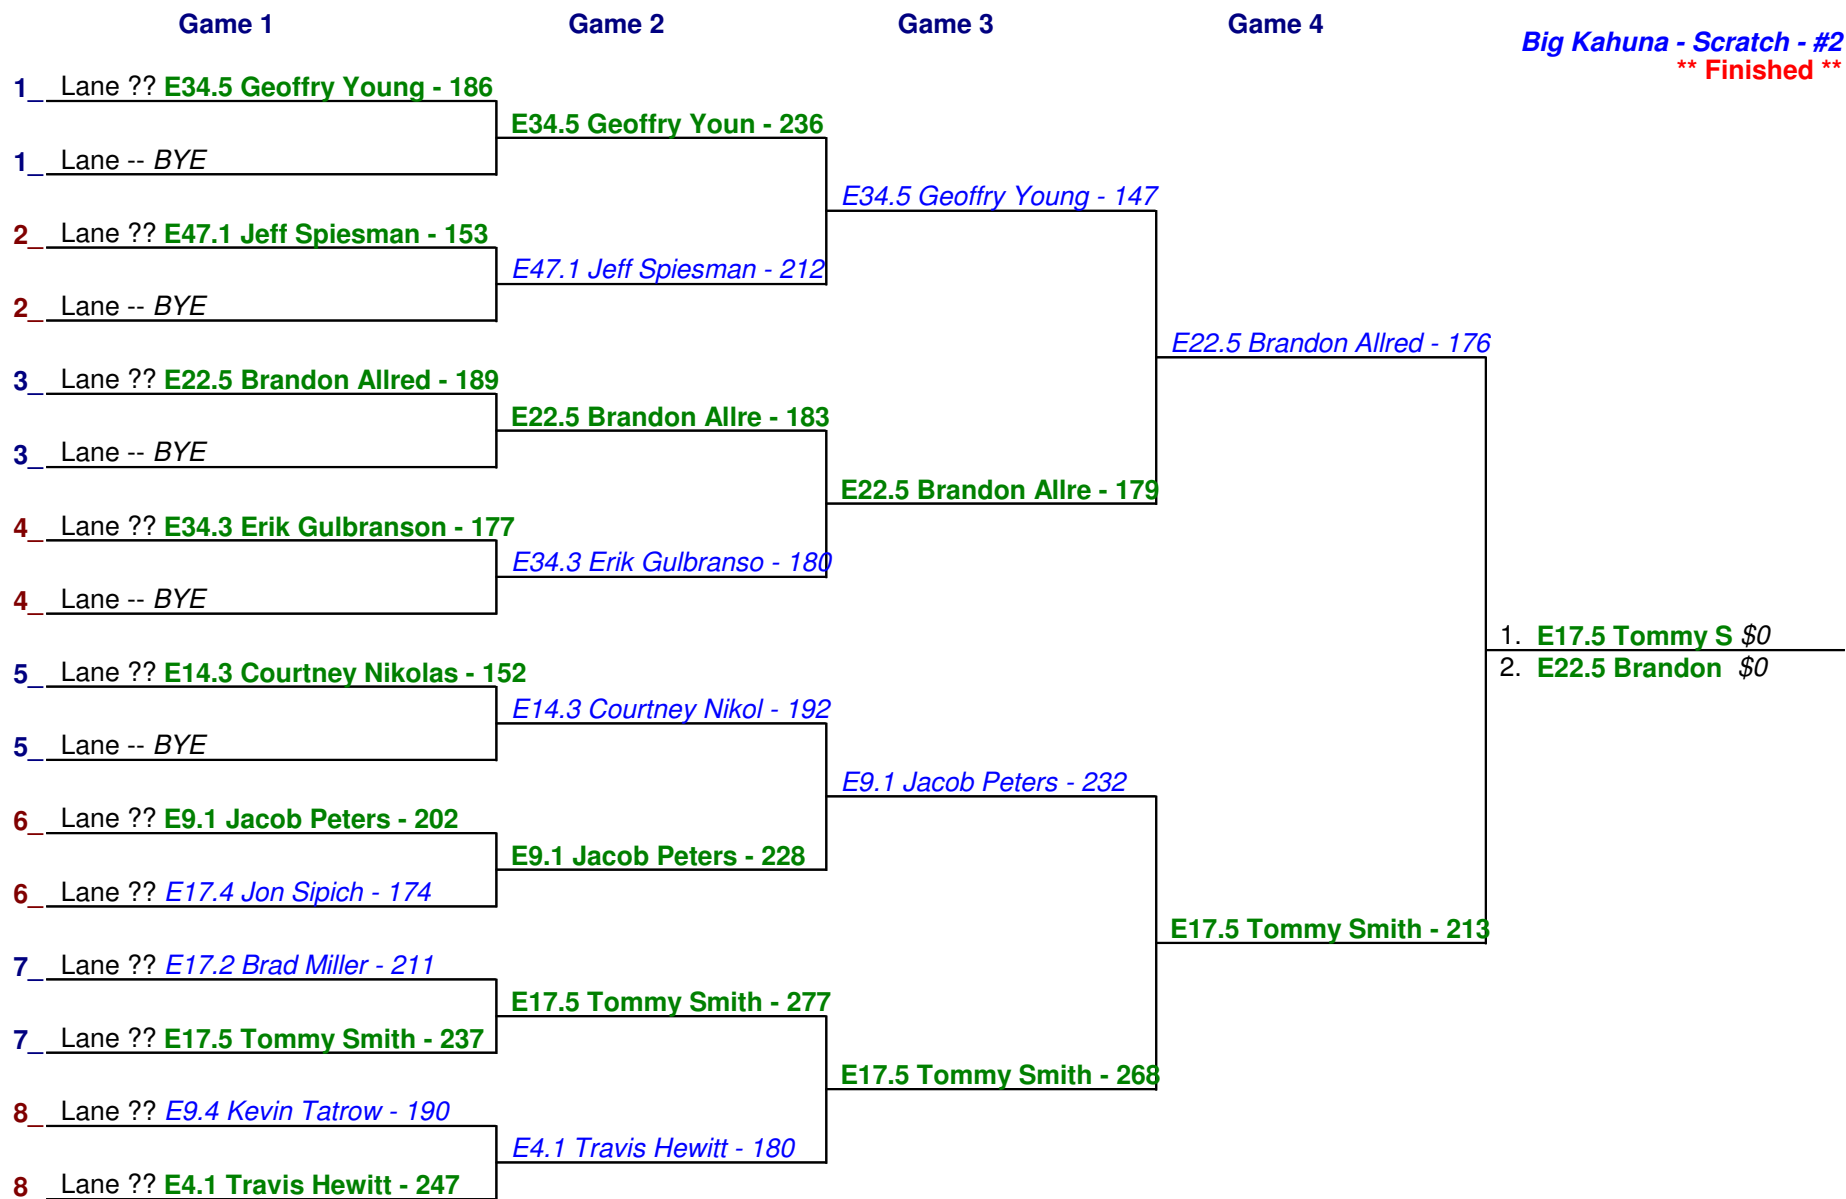 Game 1 Game 2 Game 3 Game 4
Big Kahuna - Scratch - #2
** Finished **
1_ Lane ?? E34.5 Geoffry Young - 186
E34.5 Geoffry Youn - 236
1_ Lane -- BYE
E34.5 Geoffry Young - 147
2_ Lane ?? E47.1 Jeff Spiesman - 153
E47.1 Jeff Spiesman - 212
2_ Lane -- BYE
E22.5 Brandon Allred - 176
3_ Lane ?? E22.5 Brandon Allred - 189
E22.5 Brandon Allre - 183
3_ Lane -- BYE
E22.5 Brandon Allre - 179
4_ Lane ?? E34.3 Erik Gulbranson - 177
E34.3 Erik Gulbranso - 180
4_ Lane -- BYE
1. E17.5 Tommy S $0
2. E22.5 Brandon $0
5_ Lane ?? E14.3 Courtney Nikolas - 152
E14.3 Courtney Nikol - 192
5_ Lane -- BYE
E9.1 Jacob Peters - 232
6_ Lane ?? E9.1 Jacob Peters - 202
E9.1 Jacob Peters - 228
6_ Lane ?? E17.4 Jon Sipich - 174
E17.5 Tommy Smith - 213
7_ Lane ?? E17.2 Brad Miller - 211
E17.5 Tommy Smith - 277
7_ Lane ?? E17.5 Tommy Smith - 237
E17.5 Tommy Smith - 268
8_ Lane ?? E9.4 Kevin Tatrow - 190
E4.1 Travis Hewitt - 180
8 Lane ?? E4.1 Travis Hewitt - 247